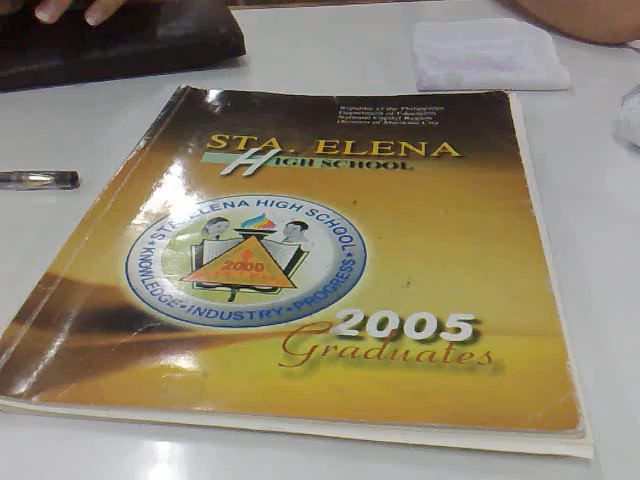 Republic of the Philippines
Department of Education
National Capital Region
Division of Marikina City
STA. ELENA
HIGH SCHOOL
STA. ELENA HIGH SCHOOL
2000
KNOWLEDGE • INDUSTRY • PROGRESS
2005
Graduates